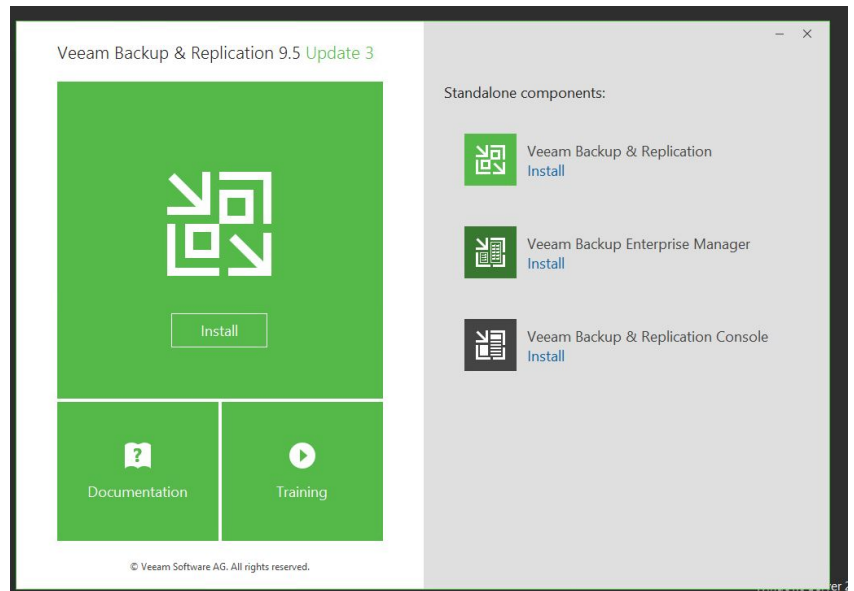 Veeam Backup & Replication 9.5 Update 3
Install
?
Documentation
Training
© Veeam Software AG. All rights reserved.
Standalone components:
Veeam Backup & Replication
Install
Veeam Backup Enterprise Manager
Install
Veeam Backup & Replication Console
Install